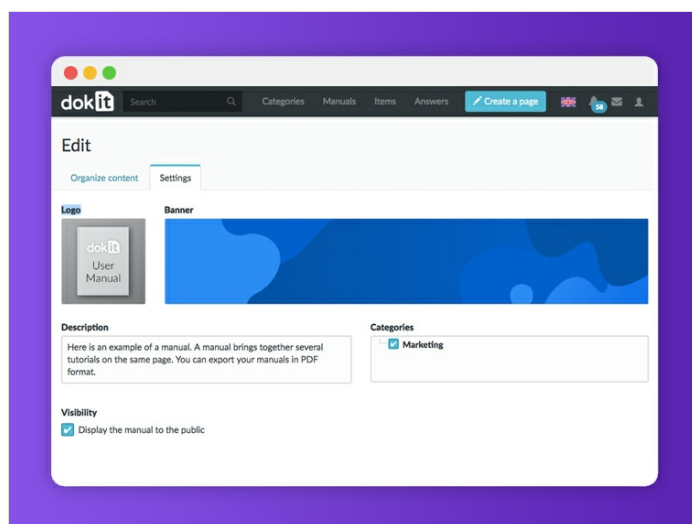 dokit
Search
Categories
Manuals
Items
Answers
Create a page
58
Edit
Organize content
Settings
Logo
Banner
dokit
User
Manual
Description
Categories
Here is an example of a manual. A manual brings together several
tutorials on the same page. You can export your manuals in PDF
format.
Marketing
Visibility
Display the manual to the public